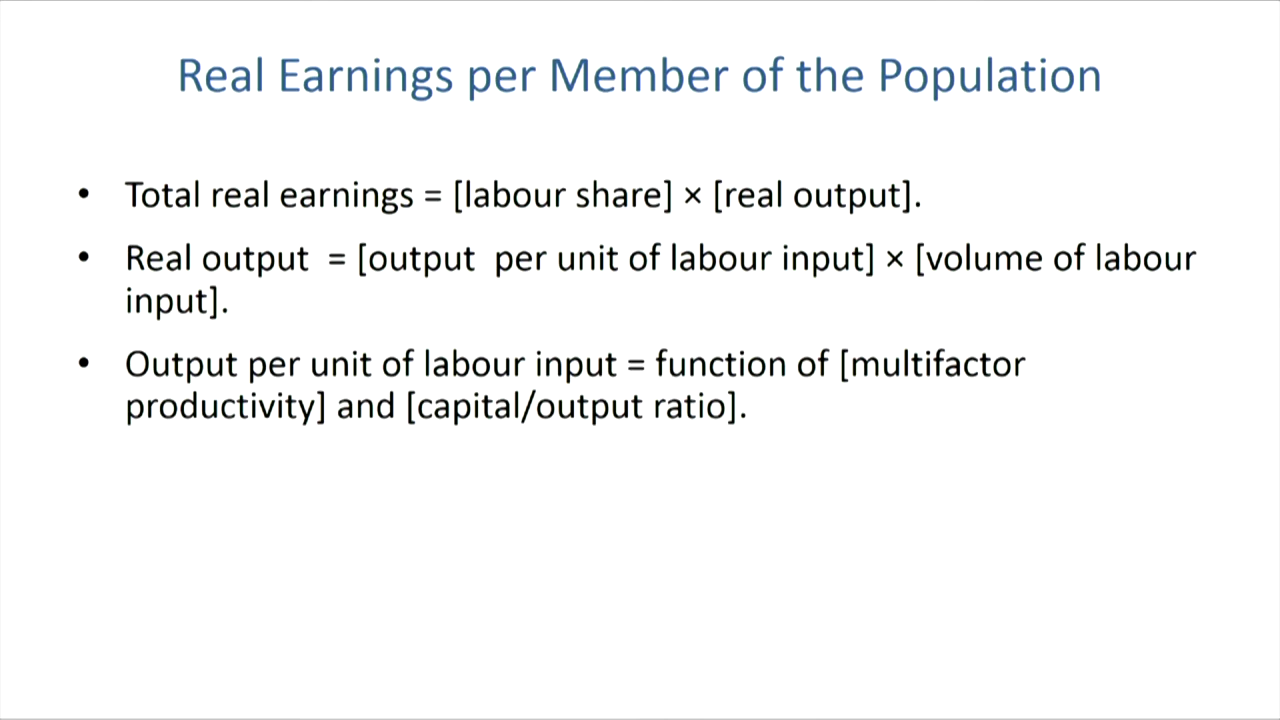 Real Earnings per Member of the Population
• Total real earnings = [labour share] × [real output].
• Real output  = [output  per unit of labour input] × [volume of labour
input].
• Output per unit of labour input = function of [multifactor
productivity] and [capital/output ratio].